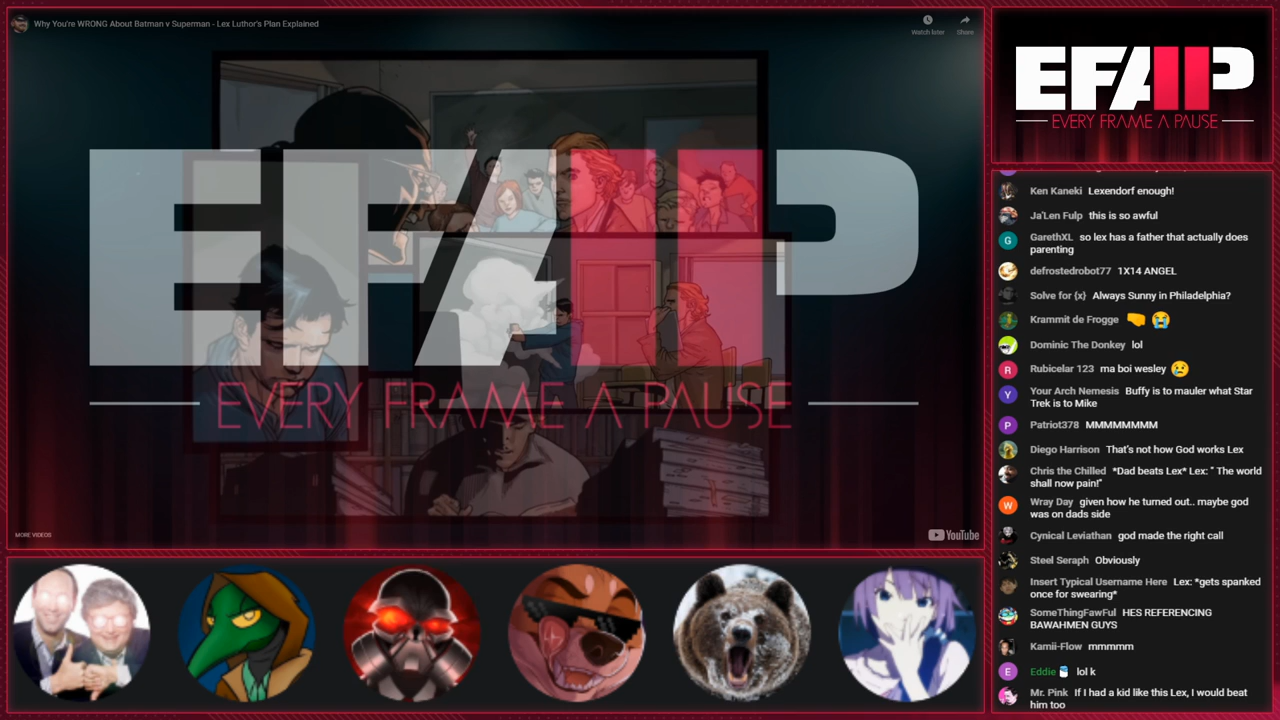 Why You're WRONG About Batman v Superman - Lex Luthor's Plan Explained
Watch later
Share
EFAP
EVERY FRAME A PAUSE
MORE VIDEOS
YouTube
EFAP
EVERY FRAME A PAUSE
Ken Kaneki Lexendorf enough!
Ja'Len Fulp this is so awful
G
GarethXL so lex has a father that actually does
parenting
defrostedrobot77 1X14 ANGEL
Solve for {x} Always Sunny in Philadelphia?
Krammit de Frogge 🤜 😭
Dominic The Donkey lol
R
Rubicelar 123 ma boi wesley 😢
Y
Your Arch Nemesis Buffy is to mauler what Star
Trek is to Mike
P
Patriot378 MMMMMMMM
Diego Harrison That's not how God works Lex
Chris the Chilled *Dad beats Lex* Lex: " The world
shall now pain!"
W
Wray Day given how he turned out.. maybe god
was on dads side
Cynical Leviathan god made the right call
Steel Seraph Obviously
Insert Typical Username Here Lex: *gets spanked
once for swearing*
SomeThingFawFul HES REFERENCING
BAWAHMEN GUYS
Kamii-Flow mmmmm
E
Eddie lol k
Mr. Pink If I had a kid like this Lex, I would beat
him too